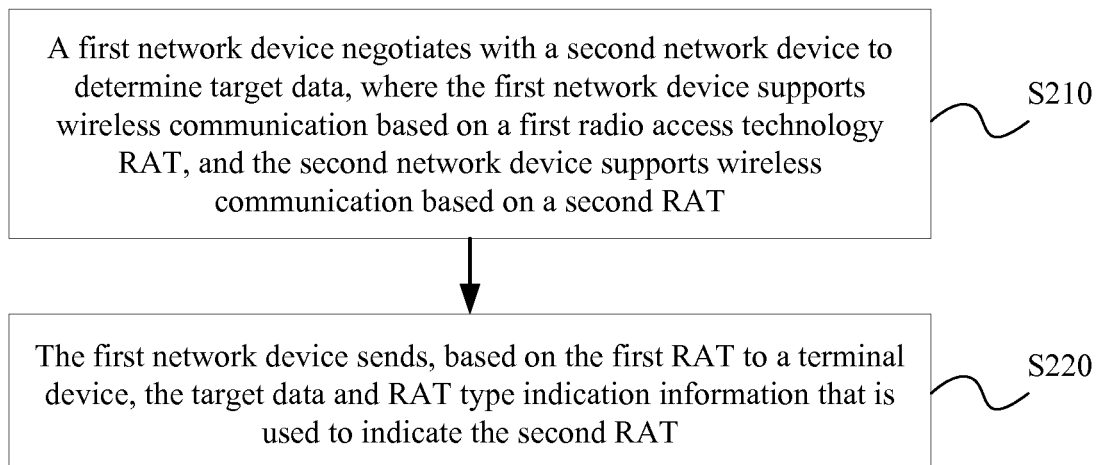 A first network device negotiates with a second network device to
determine target data, where the first network device supports
wireless communication based on a first radio access technology
RAT, and the second network device supports wireless
communication based on a second RAT
S210
The first network device sends, based on the first RAT to a terminal
device, the target data and RAT type indication information that is
used to indicate the second RAT
S220